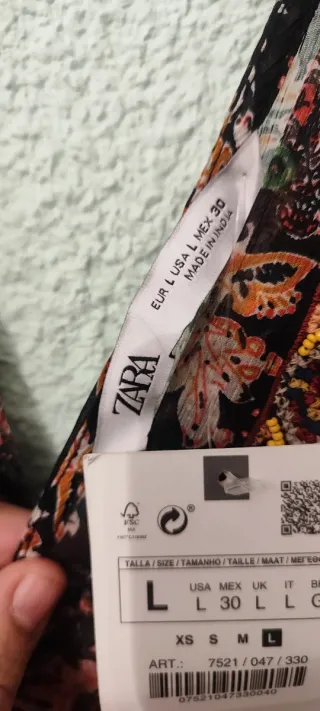 EUR L USA L MEX 30
MADE IN INDIA
ZARA
FSC
TALLA / SIZE / TAMANHO / TAILLE / MAAT /
L
USA MEX UK IT
L 30 L L
XS S M L
ART.: 7521 / 047 / 330
07521047330040